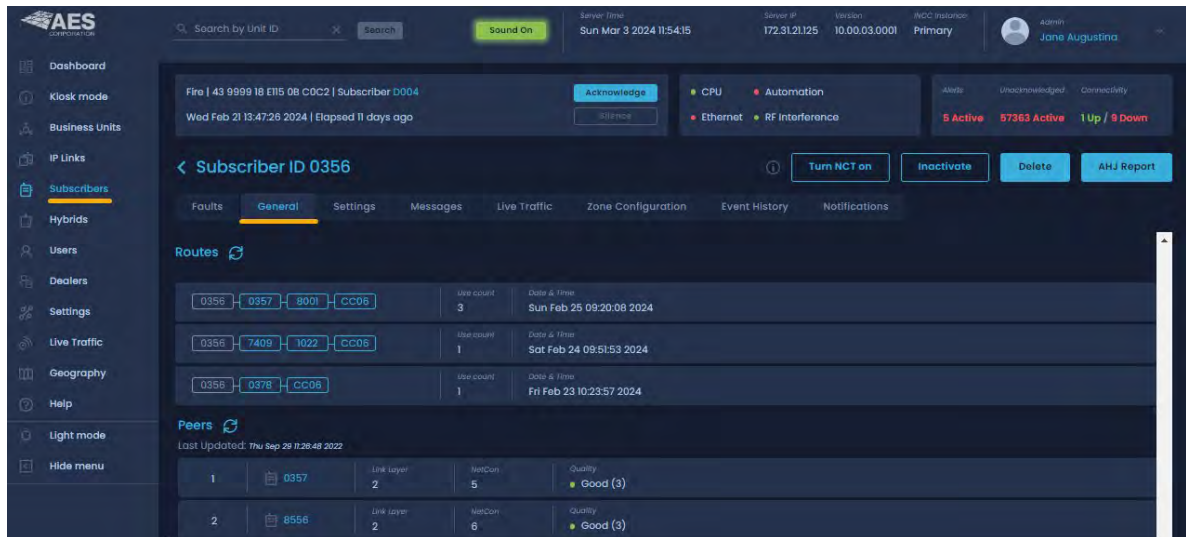 AES
CORPORATION
Search by Unit ID
Search
Sound On
Server Time
Sun Mar 3 2024 11:54:15
Server IP
172.31.21.125
Version
10.00.03.0001
INCC Instance
Primary
Admin
Jane Augustina
Dashboard
Kiosk mode
Business Units
IP Links
Subscribers
Hybrids
Users
Dealers
Settings
Live Traffic
Geography
Help
Light mode
Hide menu
Fire | 43 9999 18 E115 08 C0C2 | Subscriber D004
Wed Feb 21 13:47:26 2024 | Elapsed 11 days ago
Acknowledge
Silence
CPU
Automation
Ethernet
RF Interference
Alerts
5 Active
Unacknowledged
57363 Active
Connectivity
1 Up / 9 Down
Subscriber ID 0356
Turn NCT on
Inactivate
Delete
AHJ Report
Faults
General
Settings
Messages
Live Traffic
Zone Configuration
Event History
Notifications
Routes
0356 0357 8001 CC06
Use count
3
Date & Time
Sun Feb 25 09:20:08 2024
0356 7409 1022 CC06
Use count
1
Date & Time
Sat Feb 24 09:51:53 2024
0356 0378 CC06
Use count
1
Date & Time
Fri Feb 23 10:23:57 2024
Peers
Last Updated: Thu Sep 29 11:26:48 2022
1
0357
Link Layer
2
NetCon
5
Quality
Good (3)
2
8556
Link Layer
2
NetCon
6
Quality
Good (3)